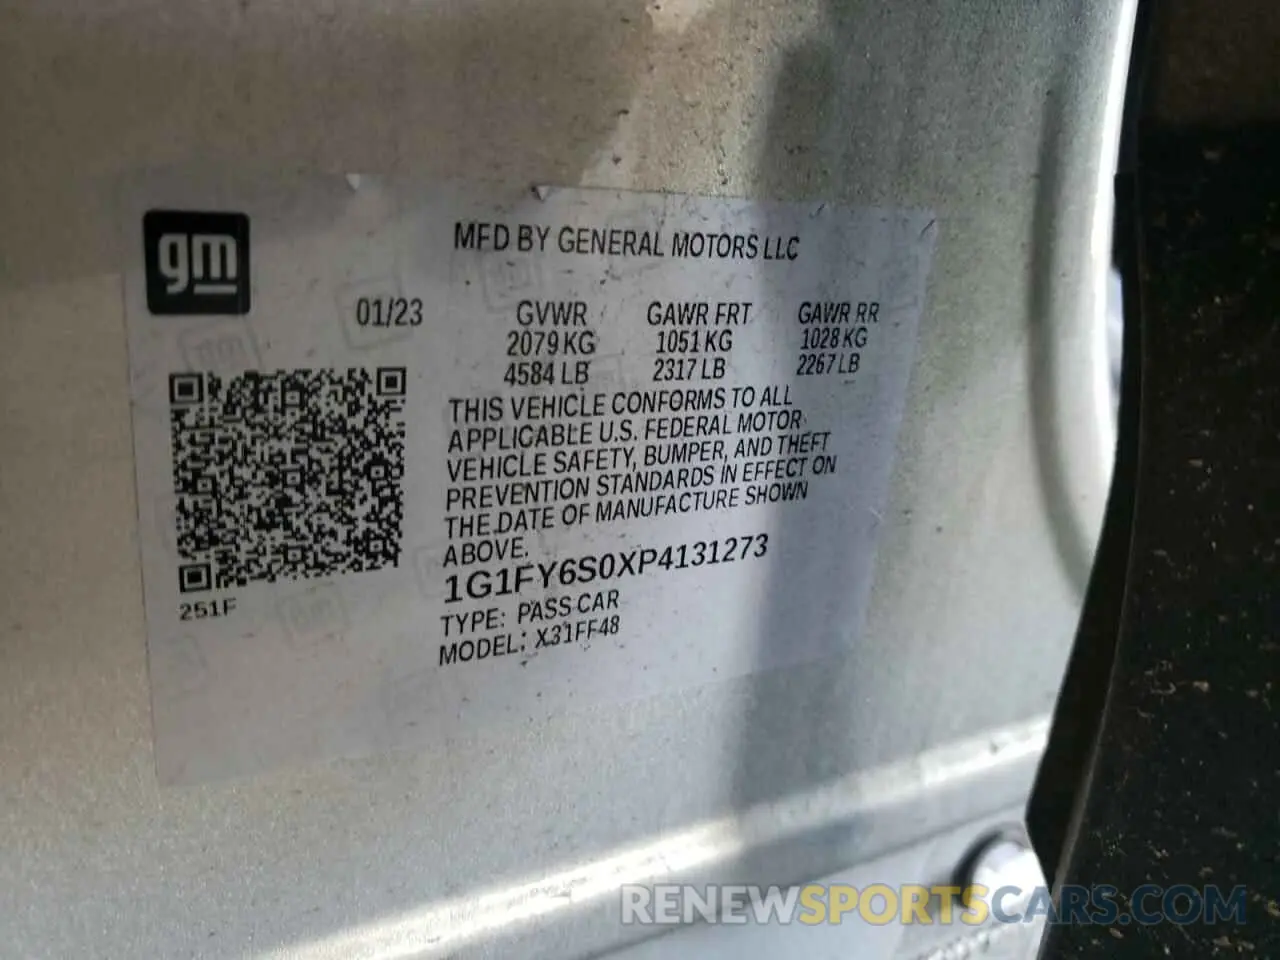 gm
MFD BY GENERAL MOTORS LLC
01/23 GVWR GAWR FRT GAWR RR
2079 KG 1051 KG 1028 KG
4584 LB 2317 LB 2267 LB
THIS VEHICLE CONFORMS TO ALL
APPLICABLE U.S. FEDERAL MOTOR
VEHICLE SAFETY, BUMPER, AND THEFT
PREVENTION STANDARDS IN EFFECT ON
THE DATE OF MANUFACTURE SHOWN
ABOVE.
1G1FY6S0XP4131273
251F
TYPE: PASS CAR
MODEL: X31FF48
RENEWSPORTSCARS.COM